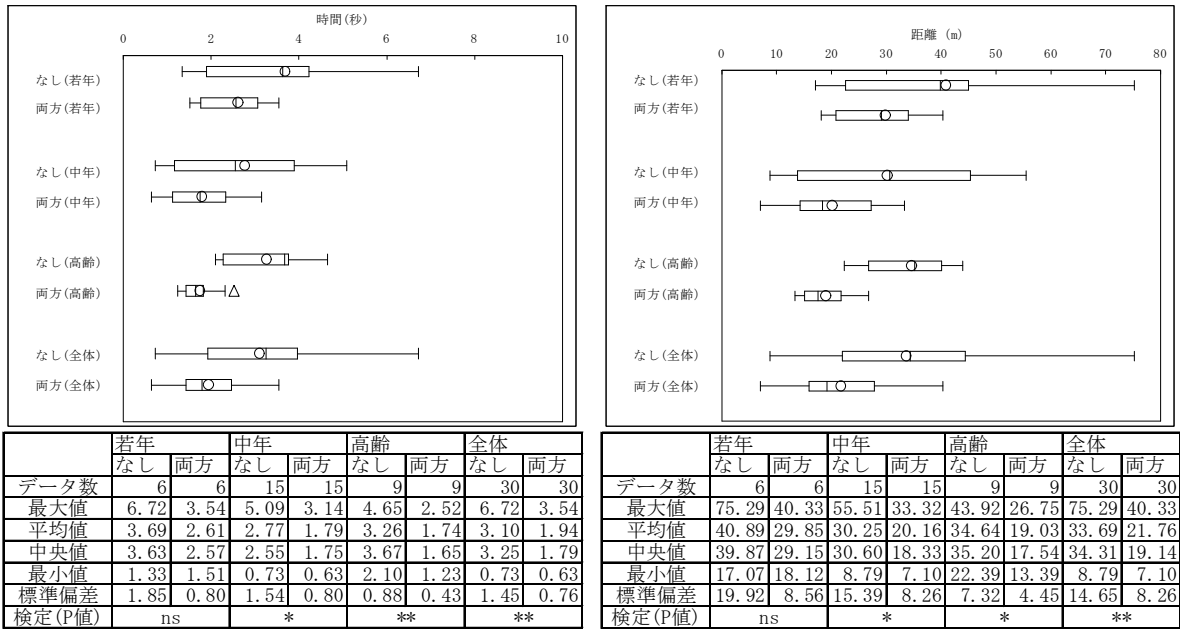 時間(秒)
0 2 4 6 8 10
なし(若年)
両方(若年)
なし(中年)
両方(中年)
なし(高齢)
両方(高齢)
なし(全体)
両方(全体)
若年 中年 高齢 全体
なし 両方 なし 両方 なし 両方 なし 両方
データ数 6 6 15 15 9 9 30 30
最大値 6.72 3.54 5.09 3.14 4.65 2.52 6.72 3.54
平均値 3.69 2.61 2.77 1.79 3.26 1.74 3.10 1.94
中央値 3.63 2.57 2.55 1.75 3.67 1.65 3.25 1.79
最小値 1.33 1.51 0.73 0.63 2.10 1.23 0.73 0.63
標準偏差 1.85 0.80 1.54 0.80 0.88 0.43 1.45 0.76
検定(P値) ns * ** **
距離 (m)
0 10 20 30 40 50 60 70 80
なし(若年)
両方(若年)
なし(中年)
両方(中年)
なし(高齢)
両方(高齢)
なし(全体)
両方(全体)
若年 中年 高齢 全体
なし 両方 なし 両方 なし 両方 なし 両方
データ数 6 6 15 15 9 9 30 30
最大値 75.29 40.33 55.51 33.32 43.92 26.75 75.29 40.33
平均値 40.89 29.85 30.25 20.16 34.64 19.03 33.69 21.76
中央値 39.87 29.15 30.60 18.33 35.20 17.54 34.31 19.14
最小値 17.07 18.12 8.79 7.10 22.39 13.39 8.79 7.10
標準偏差 19.92 8.56 15.39 8.26 7.32 4.45 14.65 8.26
検定(P値) ns * * **